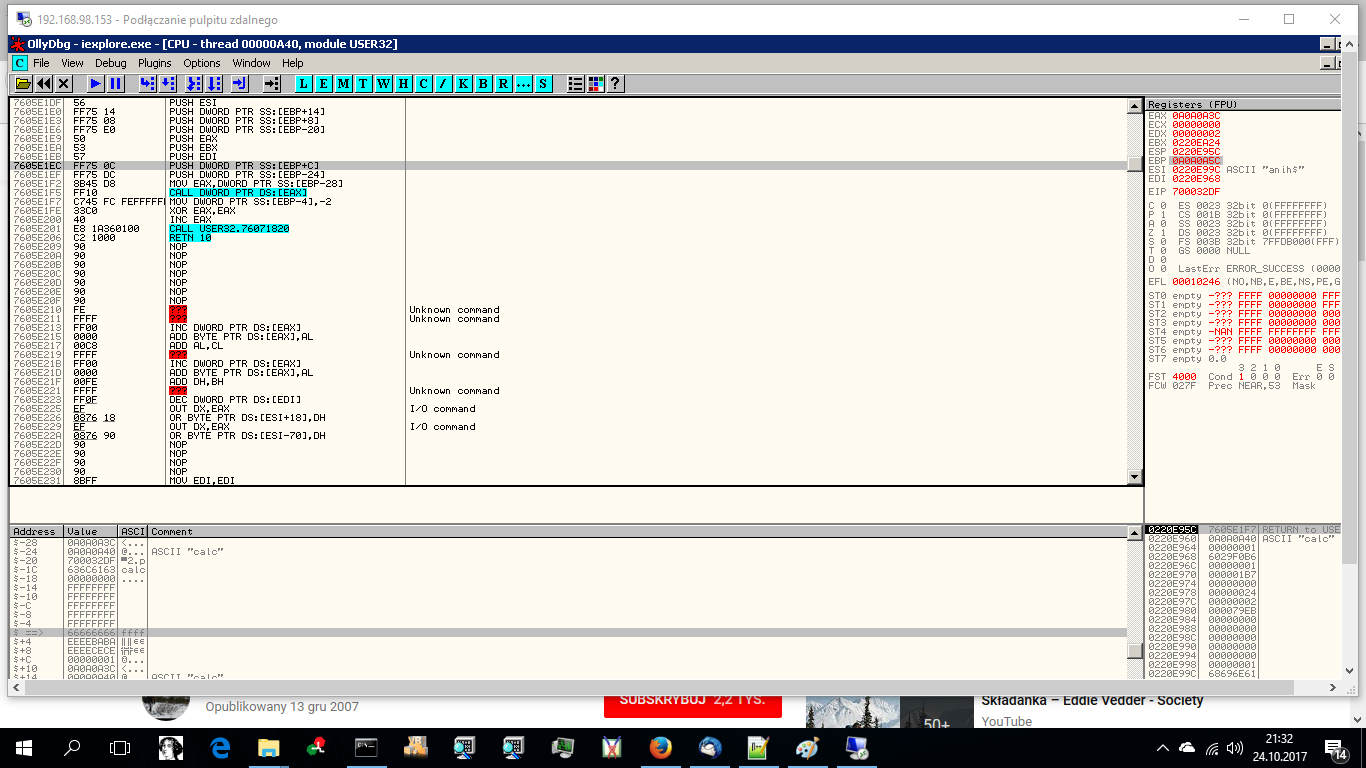 192.168.98.153 - Podłączanie pulpitu zdalnego
OllyDbg - iexplore.exe - [CPU - thread 00000A40, module USER32]
C File View Debug Plugins Options Window Help
L E M T W H C / K B R ... S ?
7605E1DF 56 PUSH ESI
7605E1E0 FF75 14 PUSH DWORD PTR SS:[EBP+14]
7605E1E3 FF75 08 PUSH DWORD PTR SS:[EBP+8]
7605E1E6 FF75 E0 PUSH DWORD PTR SS:[EBP-20]
7605E1E9 50 PUSH EAX
7605E1EA 53 PUSH EBX
7605E1EB 57 PUSH EDI
7605E1EC FF75 0C PUSH DWORD PTR SS:[EBP+C]
7605E1EF FF75 DC PUSH DWORD PTR SS:[EBP-24]
7605E1F2 8B45 D8 MOV EAX,DWORD PTR SS:[EBP-28]
7605E1F5 FF10 CALL DWORD PTR DS:[EAX]
7605E1F7 C745 FC FEFFFFFF MOV DWORD PTR SS:[EBP-4],-2
7605E1FE 33C0 XOR EAX,EAX
7605E200 40 INC EAX
7605E201 E8 1A360100 CALL USER32.76071820
7605E206 C2 1000 RETN 10
7605E209 90 NOP
7605E20A 90 NOP
7605E20B 90 NOP
7605E20C 90 NOP
7605E20D 90 NOP
7605E20E 90 NOP
7605E20F 90 NOP
7605E210 FE ??? Unknown command
7605E211 FFFF ??? Unknown command
7605E213 FF00 INC DWORD PTR DS:[EAX]
7605E215 0000 ADD BYTE PTR DS:[EAX],AL
7605E217 00C8 ADD AL,CL
7605E219 FFFF ??? Unknown command
7605E21B FF00 INC DWORD PTR DS:[EAX]
7605E21D 0000 ADD BYTE PTR DS:[EAX],AL
7605E21F 00FE ADD DH,BH
7605E221 FFFF ??? Unknown command
7605E223 FF0F DEC DWORD PTR DS:[EDI]
7605E225 EF OUT DX,EAX I/O command
7605E226 0876 18 OR BYTE PTR DS:[ESI+18],DH
7605E229 EF OUT DX,EAX I/O command
7605E22A 0876 90 OR BYTE PTR DS:[ESI-70],DH
7605E22D 90 NOP
7605E22E 90 NOP
7605E22F 90 NOP
7605E230 90 NOP
7605E231 8BFF MOV EDI,EDI
Registers (FPU)
EAX 0A0A0A3C
ECX 00000000
EDX 00000002
EBX 0220EA24
ESP 0220E95C
EBP 0A0A0A5C
ESI 0220E99C ASCII "anih$"
EDI 0220E968
EIP 700032DF
C 0 ES 0023 32bit 0(FFFFFFFF)
P 1 CS 001B 32bit 0(FFFFFFFF)
A 0 SS 0023 32bit 0(FFFFFFFF)
Z 1 DS 0023 32bit 0(FFFFFFFF)
S 0 FS 003B 32bit 7FFDB000(FFF)
T 0 GS 0000 NULL
D 0
O 0 LastErr ERROR_SUCCESS (0000
EFL 00010246 (NO,NB,E,BE,NS,PE,G
ST0 empty -??? FFFF 00000000 FFF
ST1 empty -??? FFFF 00000000 000
ST2 empty -??? FFFF 00000000 000
ST3 empty -??? FFFF 00000000 000
ST4 empty -NAN FFFF FFFFFFFF FFF
ST5 empty -??? FFFF 00000000 000
ST6 empty -??? FFFF 00000000 000
ST7 empty 0.0
3 2 1 0 E S
FST 4000 Cond 1 0 0 0 Err 0 0
FCW 027F Prec NEAR,53 Mask
Address Value ASCI Comment
$-28 0A0A0A3C <...
$-24 0A0A0A40 @... ASCII "calc"
$-20 700032DF ▀2.p
$-1C 636C6163 calc
$-18 00000000 ....
$-14 FFFFFFFF
$-10 FFFFFFFF
$-C FFFFFFFF
$-8 FFFFFFFF
$-4 FFFFFFFF
$ ==> 66666666 ffff
$+4 EEEEBABA ║║εε
$+8 EEEECECE ╬╬εε
$+C 00000001 ☺...
$+10 0A0A0A3C <...
$+14 0A0A0A40 @... ASCII "calc"
0220E95C 7605E1F7 RETURN to USE
0220E960 0A0A0A40 ASCII "calc"
0220E964 00000001
0220E968 6029F0B6
0220E96C 00000001
0220E970 000001B7
0220E974 00000000
0220E978 00000024
0220E97C 00000002
0220E980 000079EB
0220E984 00000000
0220E988 00000000
0220E98C 00000000
0220E990 00000000
0220E994 00000000
0220E998 00000001
0220E99C 68696E61
Opublikowany 13 gru 2007
SUBSKRYBUJ 2,2 TYS.
50+
Składanka – Eddie Vedder - Society
YouTube
21:32
24.10.2017
14